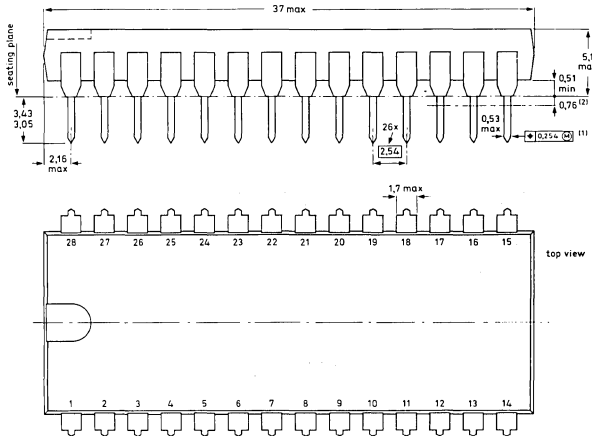 37 max
seating plane
5,1
ma
0,51
min
0,76 (2)
3,43
3,05
0,53
max
26x
2,54
⌖ 0,254 Ⓜ (1)
2,16
max
1,7 max
28 27 26 25 24 23 22 21 20 19 18 17 16 15
top view
1 2 3 4 5 6 7 8 9 10 11 12 13 14